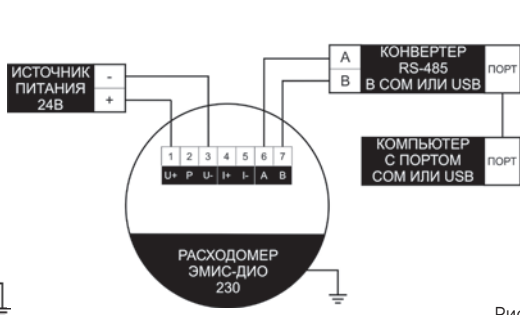 ИСТОЧНИК
ПИТАНИЯ
24В
-
+
A
B
КОНВЕРТЕР
RS-485
В COM ИЛИ USB
ПОРТ
КОМПЬЮТЕР
С ПОРТОМ
COM ИЛИ USB
ПОРТ
1 2 3 4 5 6 7
U+ P U- I+ I- A B
РАСХОДОМЕР
ЭМИС-ДИО
230
Рис